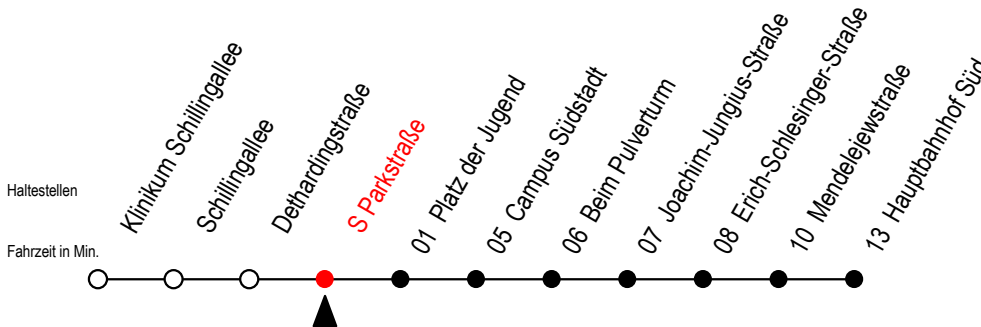 Haltestellen
Fahrzeit in Min.
Klinikum Schillingallee
Schillingallee
Dethardingstraße
S Parkstraße
01 Platz der Jugend
05 Campus Südstadt
06 Beim Pulverturm
07 Joachim-Jungius-Straße
08 Erich-Schlesinger-Straße
10 Mendelejewstraße
13 Hauptbahnhof Süd